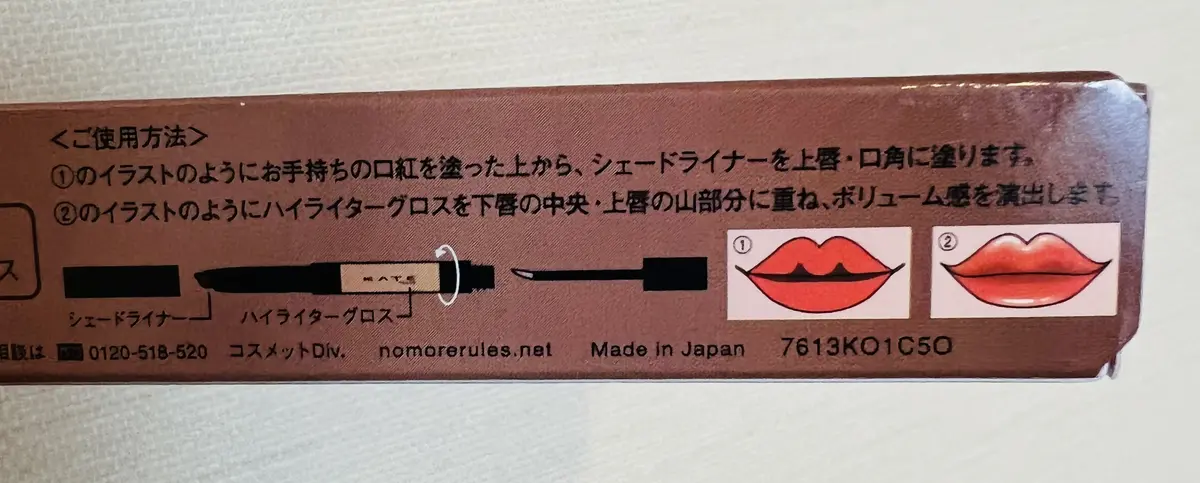 <ご使用方法>
①のイラストのようにお手持ちの口紅を塗った上から、シェードライナーを上唇・口角に塗ります。
②のイラストのようにハイライターグロスを下唇の中央・上唇の山部分に重ね、ボリューム感を演出します。
ス
KATE
① ②
シェードライナー ハイライターグロス
相談は 0120-518-520 コスメットDiv. nomorerules.net Made in Japan 7613KO1C5O